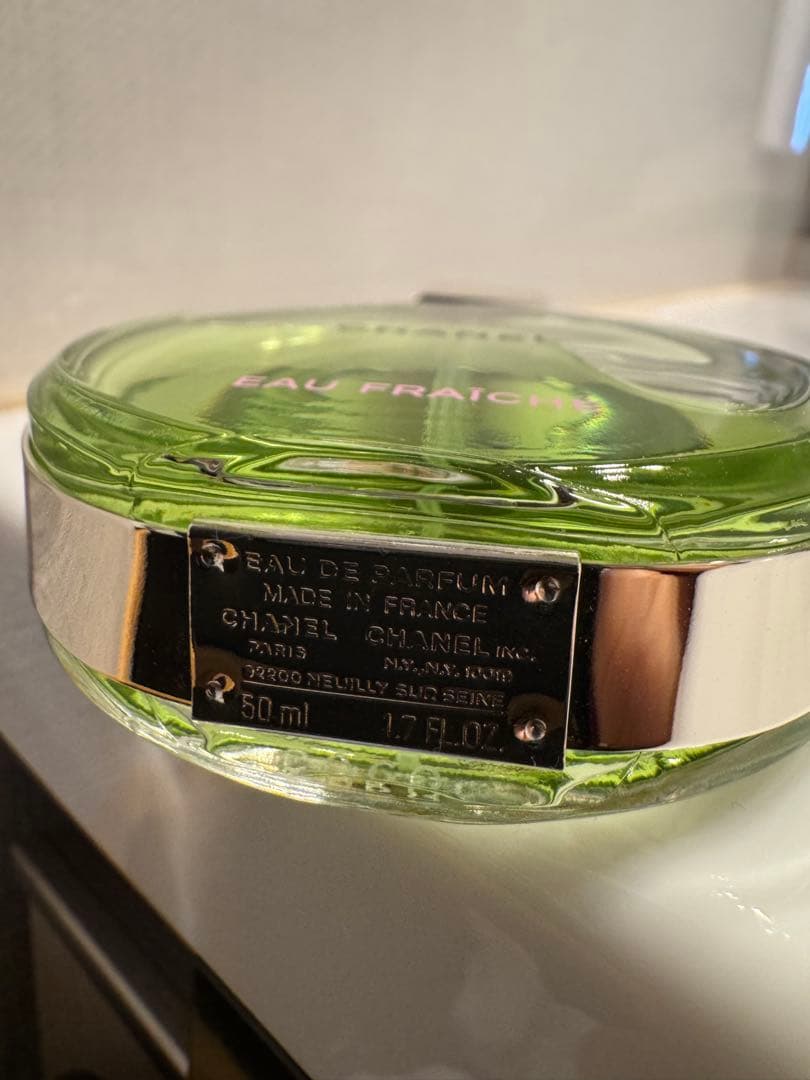 CHANEL
EAU FRAÎCHE
EAU DE PARFUM
MADE IN FRANCE
CHANEL CHANEL INC.
PARIS N.Y., N.Y. 10019
92200 NEUILLY SUR SEINE
50 ml 1.7 FL.OZ